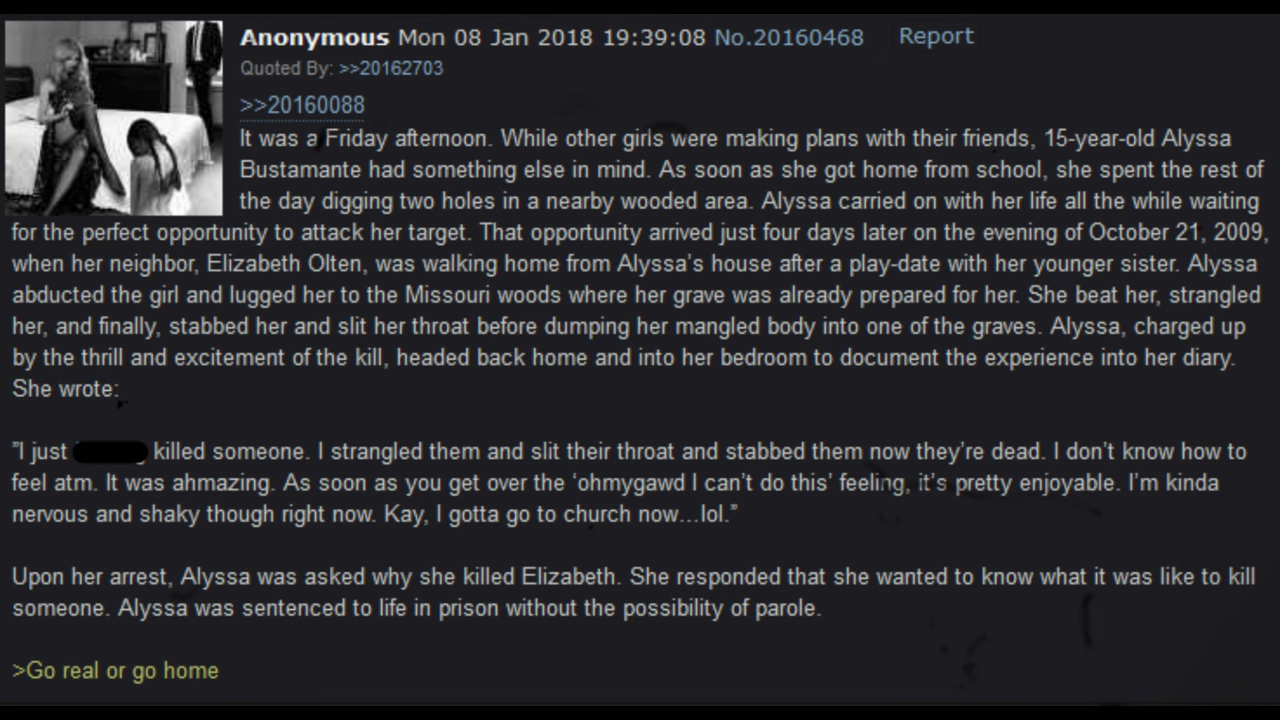 Anonymous Mon 08 Jan 2018 19:39:08 No.20160468 Report
Quoted By: >>20162703
>>20160088
It was a Friday afternoon. While other girls were making plans with their friends, 15-year-old Alyssa
Bustamante had something else in mind. As soon as she got home from school, she spent the rest of
the day digging two holes in a nearby wooded area. Alyssa carried on with her life all the while waiting
for the perfect opportunity to attack her target. That opportunity arrived just four days later on the evening of October 21, 2009,
when her neighbor, Elizabeth Olten, was walking home from Alyssa's house after a play-date with her younger sister. Alyssa
abducted the girl and lugged her to the Missouri woods where her grave was already prepared for her. She beat her, strangled
her, and finally, stabbed her and slit her throat before dumping her mangled body into one of the graves. Alyssa, charged up
by the thrill and excitement of the kill, headed back home and into her bedroom to document the experience into her diary.
She wrote:
"I just killed someone. I strangled them and slit their throat and stabbed them now they're dead. I don't know how to
feel atm. It was ahmazing. As soon as you get over the 'ohmygawd I can't do this' feeling, it's pretty enjoyable. I'm kinda
nervous and shaky though right now. Kay, I gotta go to church now…lol."
Upon her arrest, Alyssa was asked why she killed Elizabeth. She responded that she wanted to know what it was like to kill
someone. Alyssa was sentenced to life in prison without the possibility of parole.
>Go real or go home